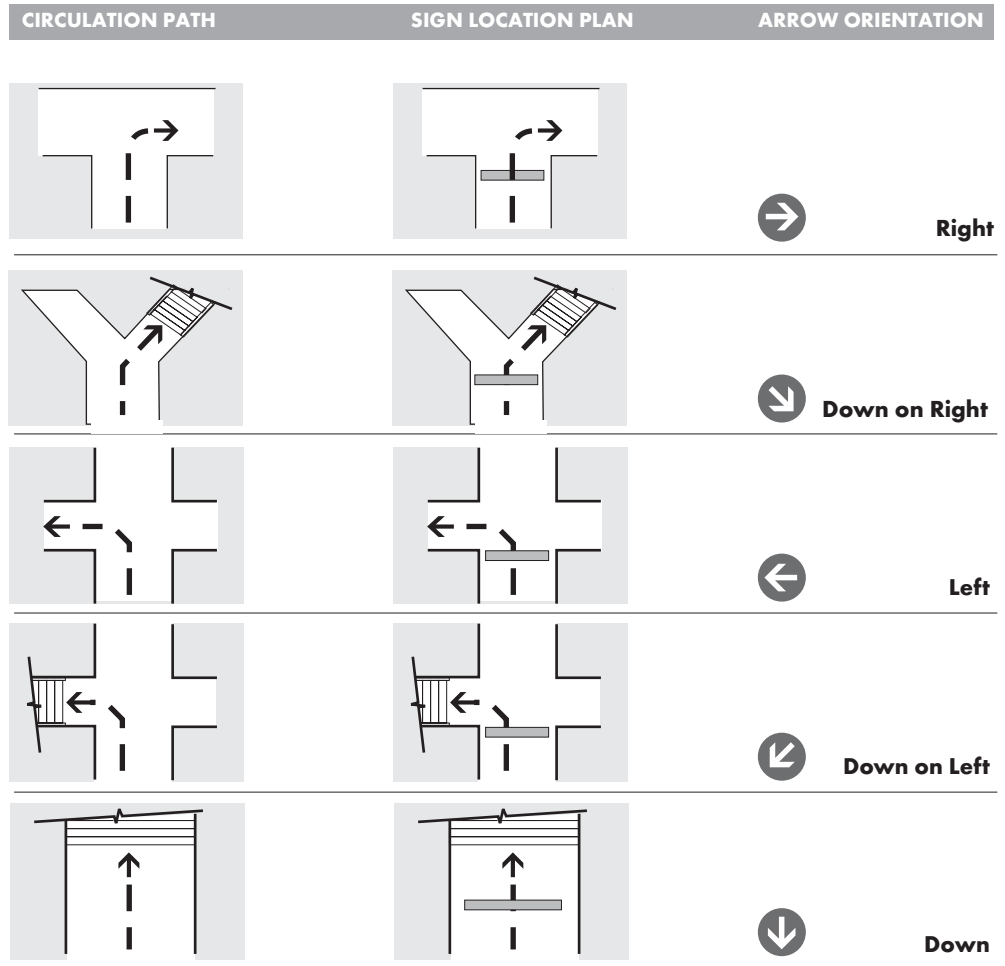 CIRCULATION PATH SIGN LOCATION PLAN ARROW ORIENTATION
Right
Down on Right
Left
Down on Left
Down